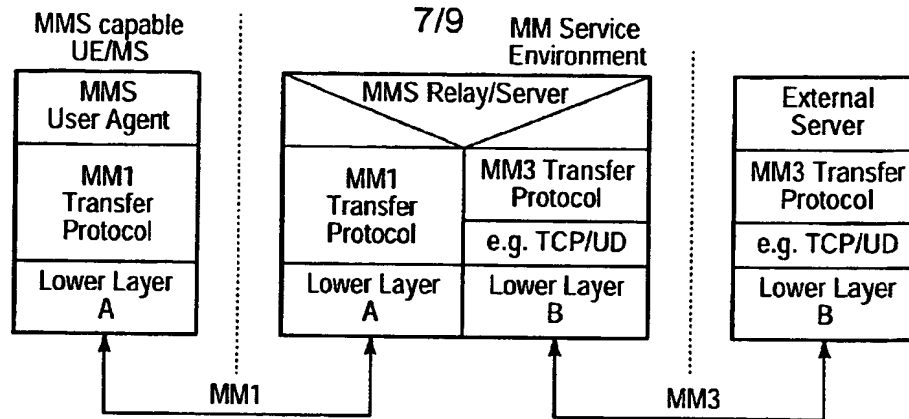 7/9
MMS capable
UE/MS
MM Service
Environment
MMS
User Agent
MM1
Transfer
Protocol
Lower Layer
A
MMS Relay/Server
MM1
Transfer
Protocol
Lower Layer
A
MM3 Transfer
Protocol
e.g. TCP/UD
Lower Layer
B
External
Server
MM3 Transfer
Protocol
e.g. TCP/UD
Lower Layer
B
MM1
MM3